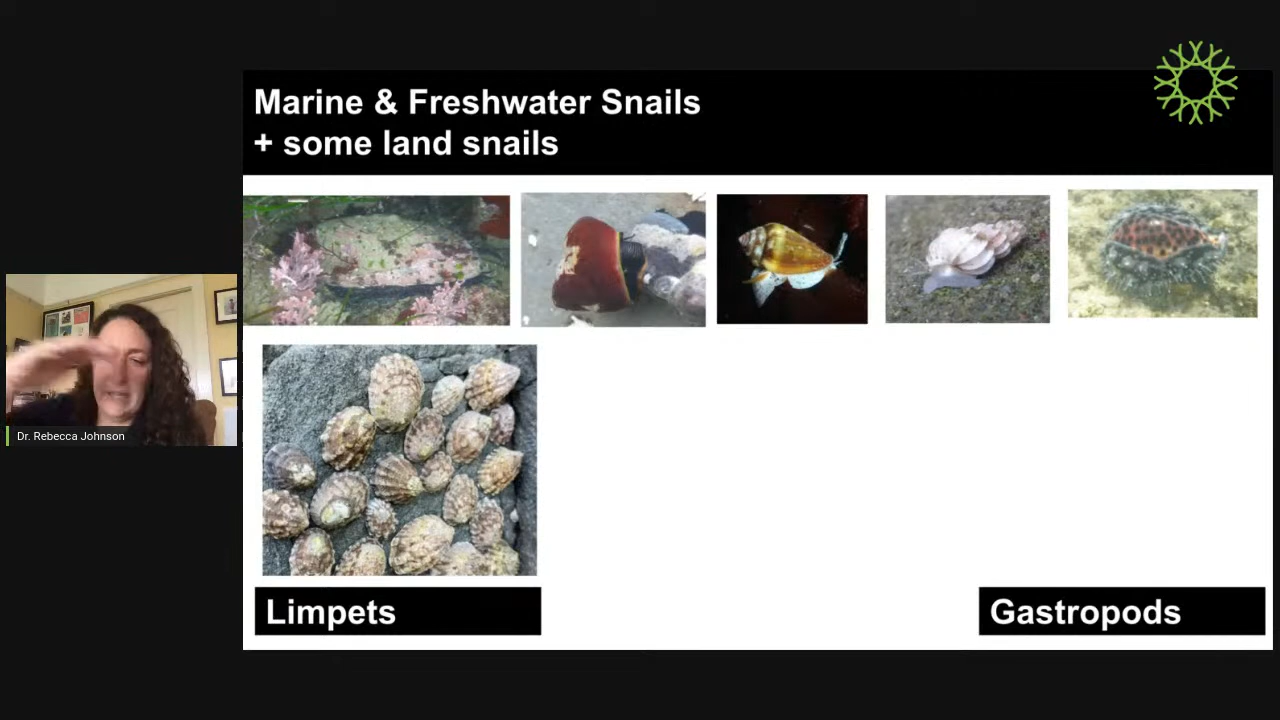 Marine & Freshwater Snails
+ some land snails
Dr. Rebecca Johnson
Limpets
Gastropods